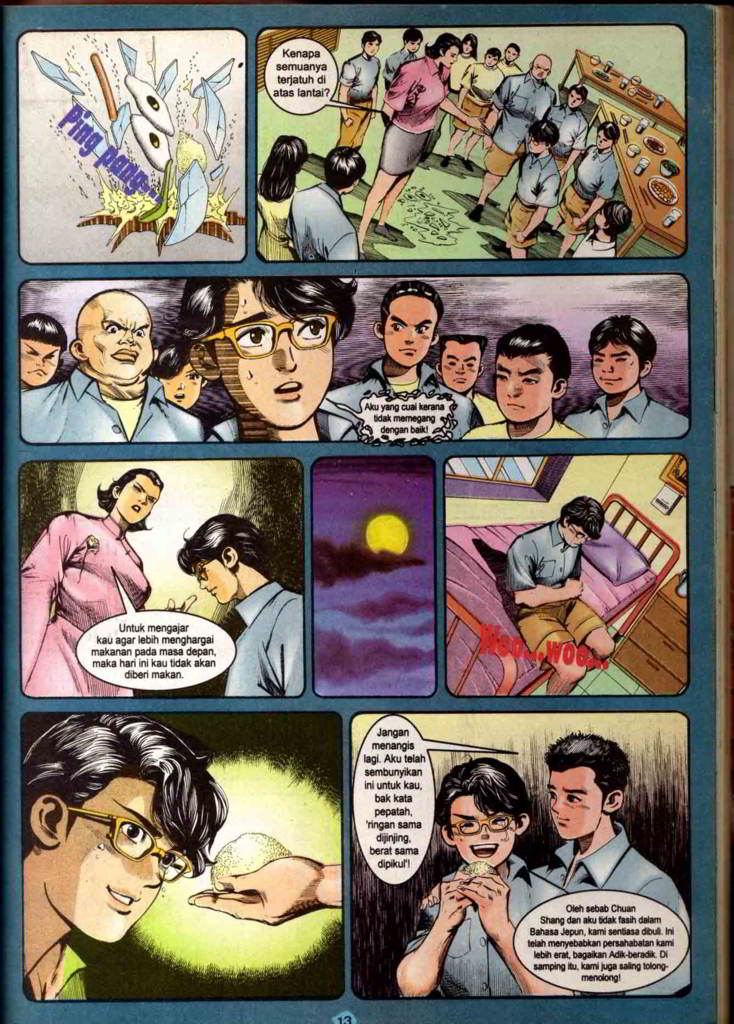 Ping pang...
Kenapa
semuanya
terjatuh di
atas lantai?
Aku yang cuai kerana
tidak memegang
dengan baik!
Untuk mengajar
kau agar lebih menghargai
makanan pada masa depan,
maka hari ini kau tidak akan
diberi makan.
Woo...woo...
Jangan
menangis
lagi. Aku telah
sembunyikan
ini untuk kau,
bak kata
pepatah,
'ringan sama
dijinjing,
berat sama
dipikul'!
Oleh sebab Chuan
Shang dan aku tidak fasih dalam
Bahasa Jepun, kami sentiasa dibuli. Ini
telah menyebabkan persahabatan kami
lebih erat, bagaikan Adik-beradik. Di
samping itu, kami juga saling tolong-
menolong!
13